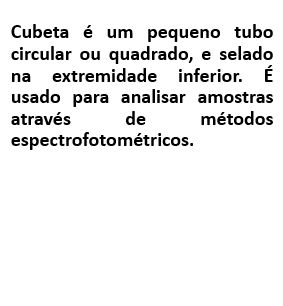 Cubeta é um pequeno tubo
circular ou quadrado, e selado
na extremidade inferior. É
usado para analisar amostras
através de métodos
espectrofotométricos.